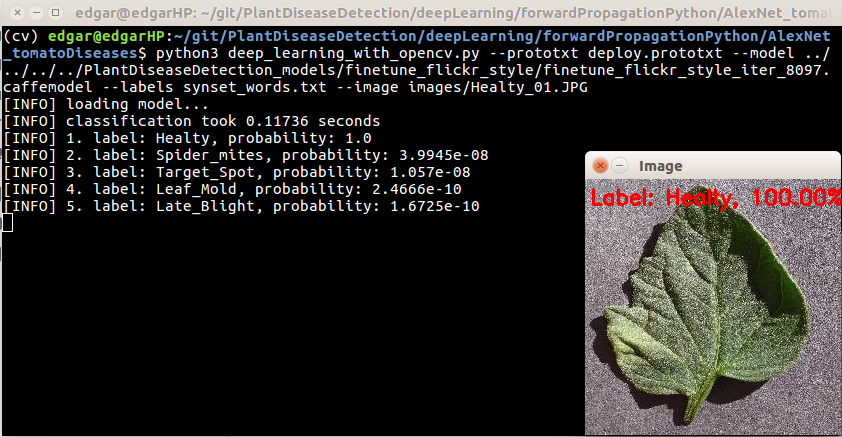 edgar@edgarHP: ~/git/PlantDiseaseDetection/deepLearning/forwardPropagationPython/AlexNet_tomat
(cv) edgar@edgarHP:~/git/PlantDiseaseDetection/deepLearning/forwardPropagationPython/AlexNet
_tomatoDiseases$ python3 deep_learning_with_opencv.py --prototxt deploy.prototxt --model ../
../../../PlantDiseaseDetection_models/finetune_flickr_style/finetune_flickr_style_iter_8097.
caffemodel --labels synset_words.txt --image images/Healty_01.JPG
[INFO] loading model...
[INFO] classification took 0.11736 seconds
[INFO] 1. label: Healty, probability: 1.0
[INFO] 2. label: Spider_mites, probability: 3.9945e-08
[INFO] 3. label: Target_Spot, probability: 1.057e-08
[INFO] 4. label: Leaf_Mold, probability: 2.4666e-10
[INFO] 5. label: Late_Blight, probability: 1.6725e-10
Image
Label: Healty, 100.00%